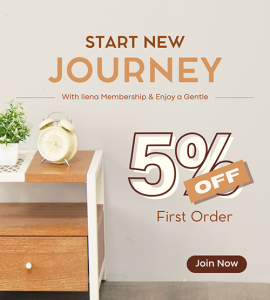 START NEW
JOURNEY
With Ilena Membership & Enjoy a Gentle
5%
OFF
First Order
Join Now